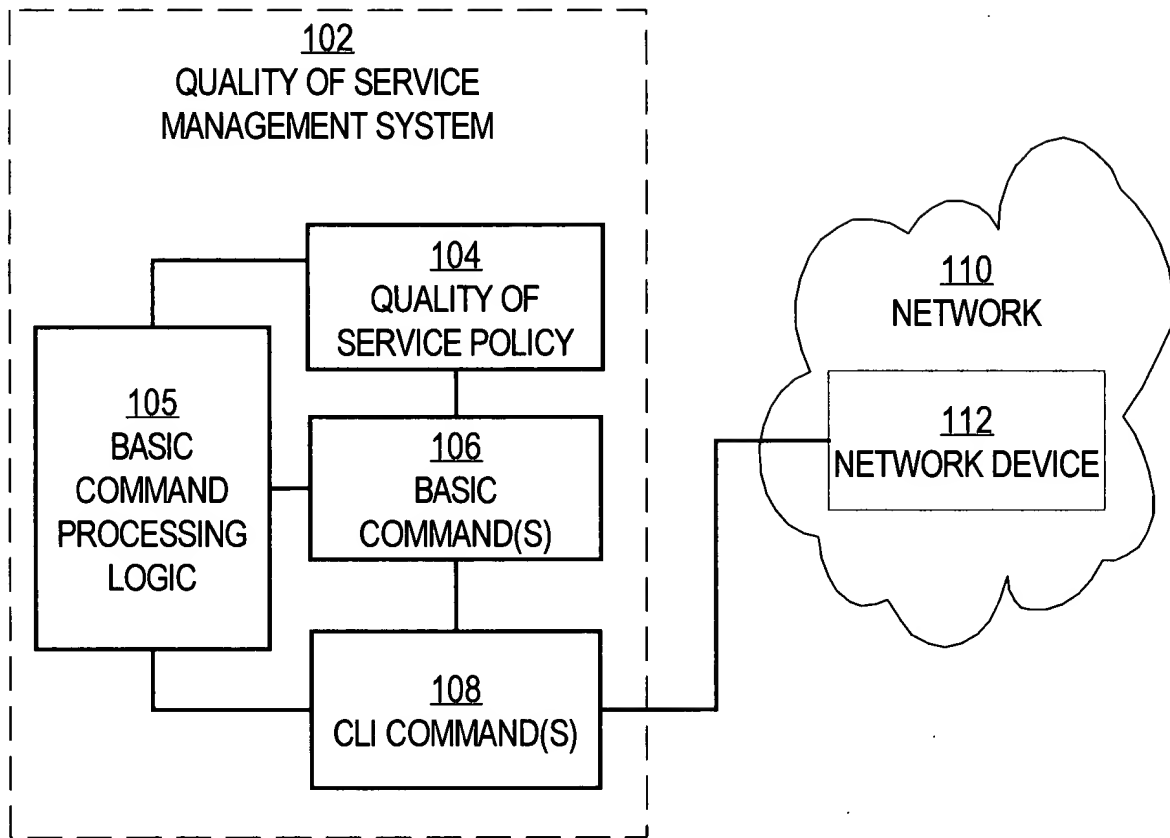 102
QUALITY OF SERVICE
MANAGEMENT SYSTEM
104
QUALITY OF
SERVICE POLICY
105
BASIC
COMMAND
PROCESSING
LOGIC
106
BASIC
COMMAND(S)
108
CLI COMMAND(S)
110
NETWORK
112
NETWORK DEVICE